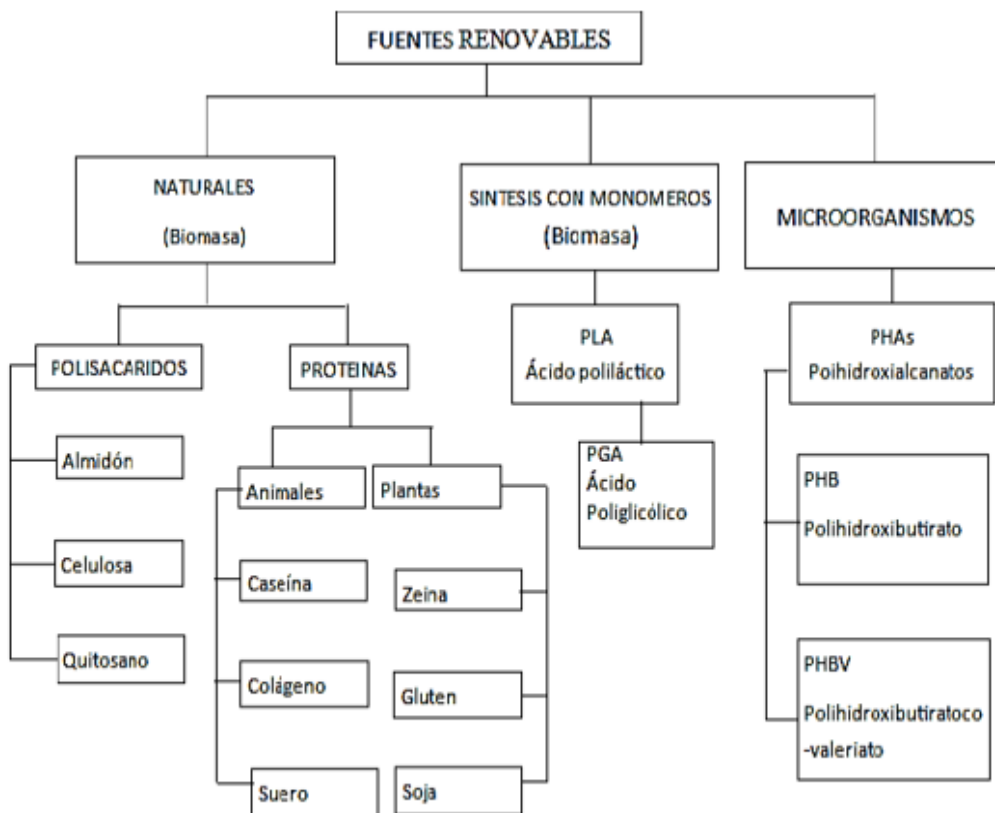 FUENTES RENOVABLES
NATURALES
(Biomasa)
SINTESIS CON MONOMEROS
(Biomasa)
MICROORGANISMOS
POLISACARIDOS
PROTEINAS
PLA
Ácido poliláctico
PHAs
Poihidroxialcanatos
Almidón
Celulosa
Quitosano
Animales
Plantas
Caseína
Colágeno
Suero
Zeina
Gluten
Soja
PGA
Ácido
Poliglicólico
PHB
Polihidroxibutirato
PHBV
Polihidroxibutiratoco
-valeriato